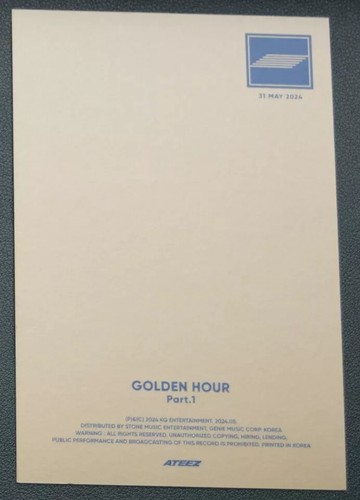 31 MAY 2024
GOLDEN HOUR
Part.1
(P)&(C) 2024 KQ ENTERTAINMENT, 2024.05.
DISTRIBUTED BY STONE MUSIC ENTERTAINMENT, GENIE MUSIC CORP. KOREA
WARNING : ALL RIGHTS RESERVED. UNAUTHORIZED COPYING, HIRING, LENDING,
PUBLIC PERFORMANCE AND BROADCASTING OF THIS RECORD IS PROHIBITED. PRINTED IN KOREA
ATEEZ